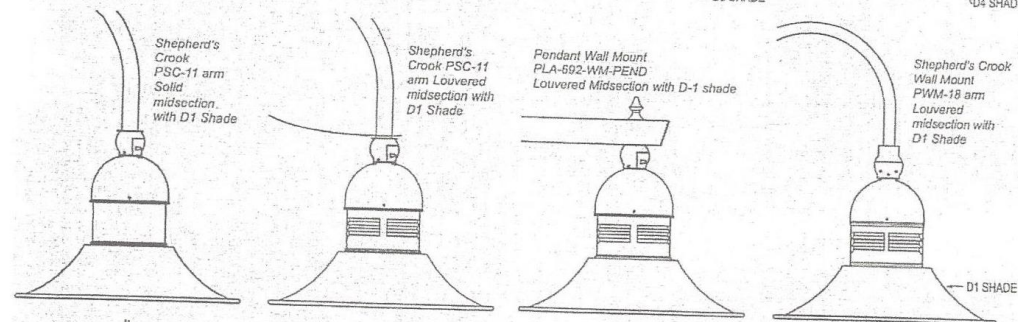 D4 SHAD
Shepherd's
Crook
PSC-11 arm
Solid
midsection
with D1 Shade
Shepherd's
Crook PSC-11
arm Louvered
midsection with
D1 Shade
Pendant Wall Mount
PLA-692-WM-PEND
Louvered Midsection with D-1 shade
Shepherd's Crook
Wall Mount
PWM-18 arm
Louvered
midsection with
D1 Shade
D1 SHADE